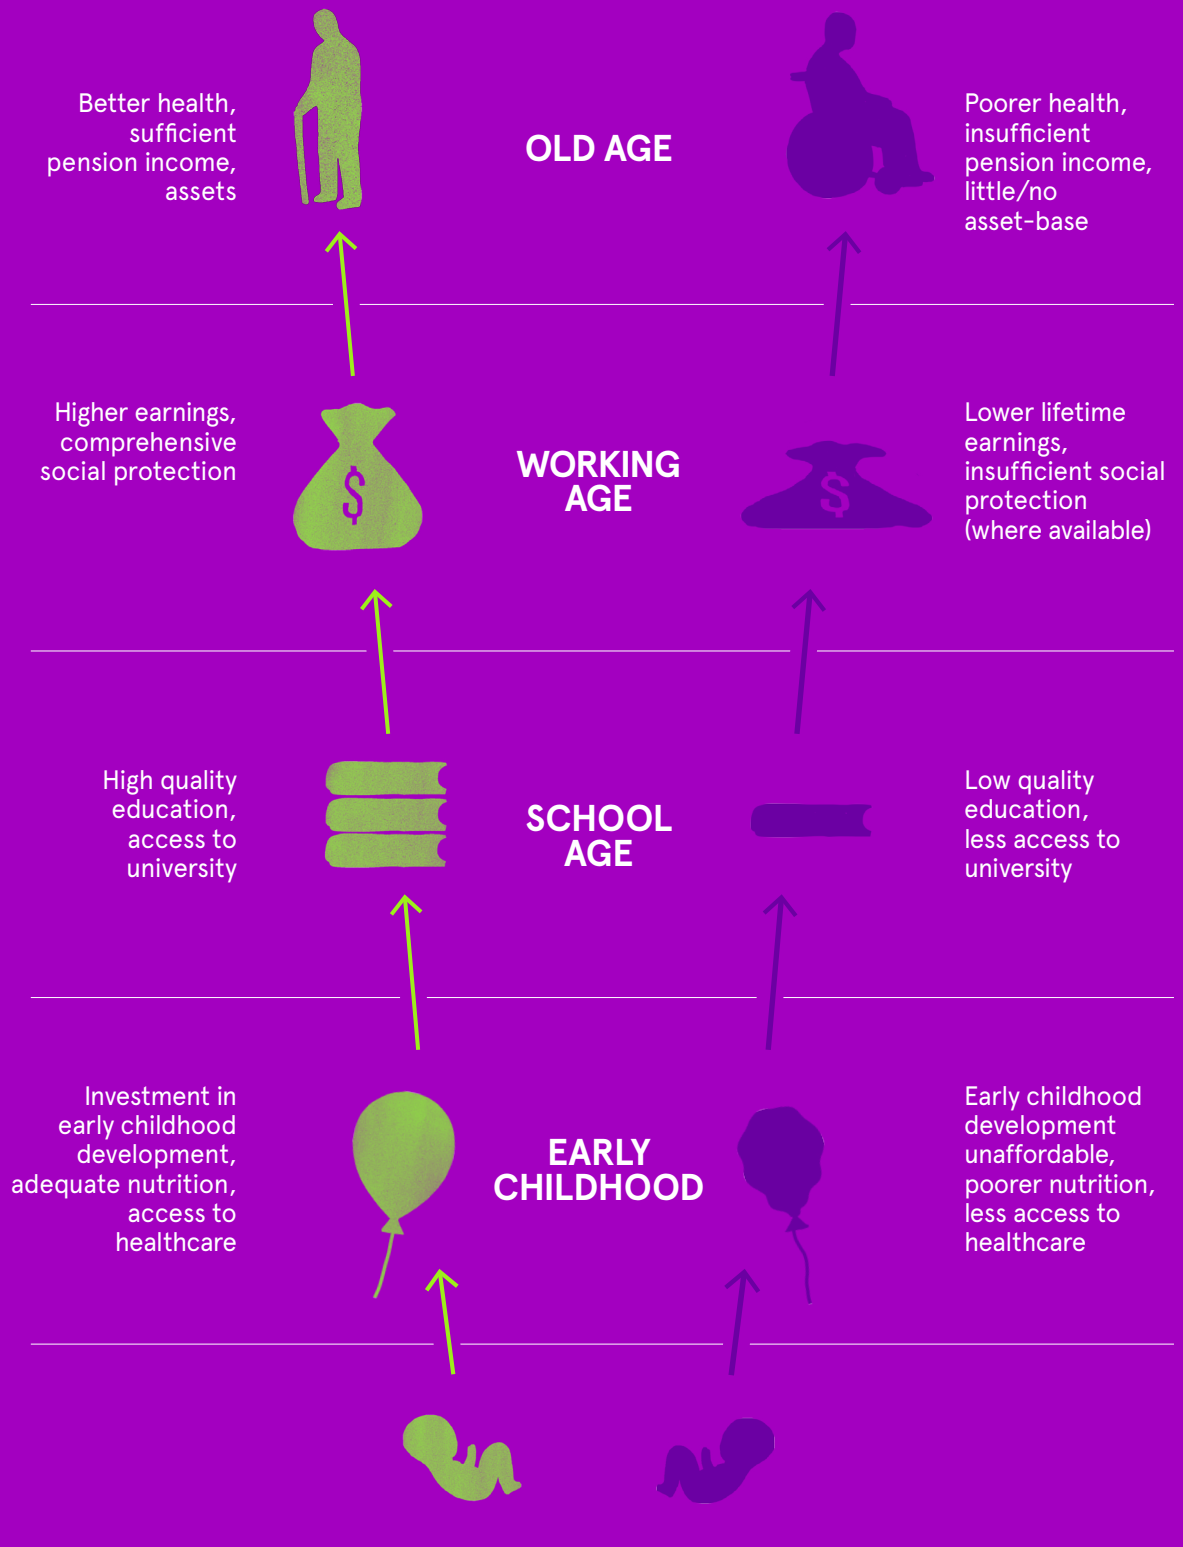 Better health,
sufficient
pension income,
assets
OLD AGE
Poorer health,
insufficient
pension income,
little/no
asset-base
Higher earnings,
comprehensive
social protection
$
WORKING
AGE
$
Lower lifetime
earnings,
insufficient social
protection
(where available)
High quality
education,
access to
university
SCHOOL
AGE
Low quality
education,
less access to
university
Investment in
early childhood
development,
adequate nutrition,
access to
healthcare
EARLY
CHILDHOOD
Early childhood
development
unaffordable,
poorer nutrition,
less access to
healthcare